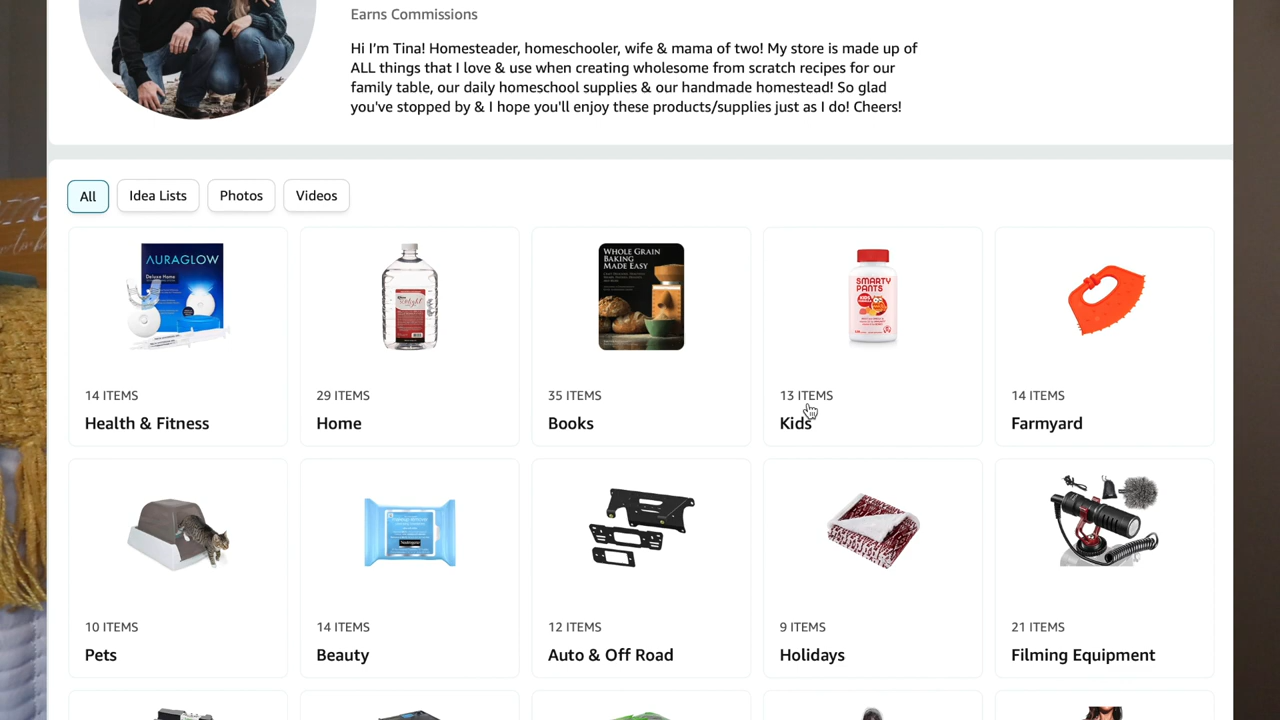 Earns Commissions
Hi I'm Tina! Homesteader, homeschooler, wife & mama of two! My store is made up of
ALL things that I love & use when creating wholesome from scratch recipes for our
family table, our daily homeschool supplies & our handmade homestead! So glad
you've stopped by & I hope you'll enjoy these products/supplies just as I do! Cheers!
All
Idea Lists
Photos
Videos
AURAGLOW
Deluxe Home
WHOLE GRAIN
BAKING
MADE EASY
SMARTY
PANTS
14 ITEMS
Health & Fitness
29 ITEMS
Home
35 ITEMS
Books
13 ITEMS
Kids
14 ITEMS
Farmyard
10 ITEMS
Pets
14 ITEMS
Beauty
12 ITEMS
Auto & Off Road
9 ITEMS
Holidays
21 ITEMS
Filming Equipment